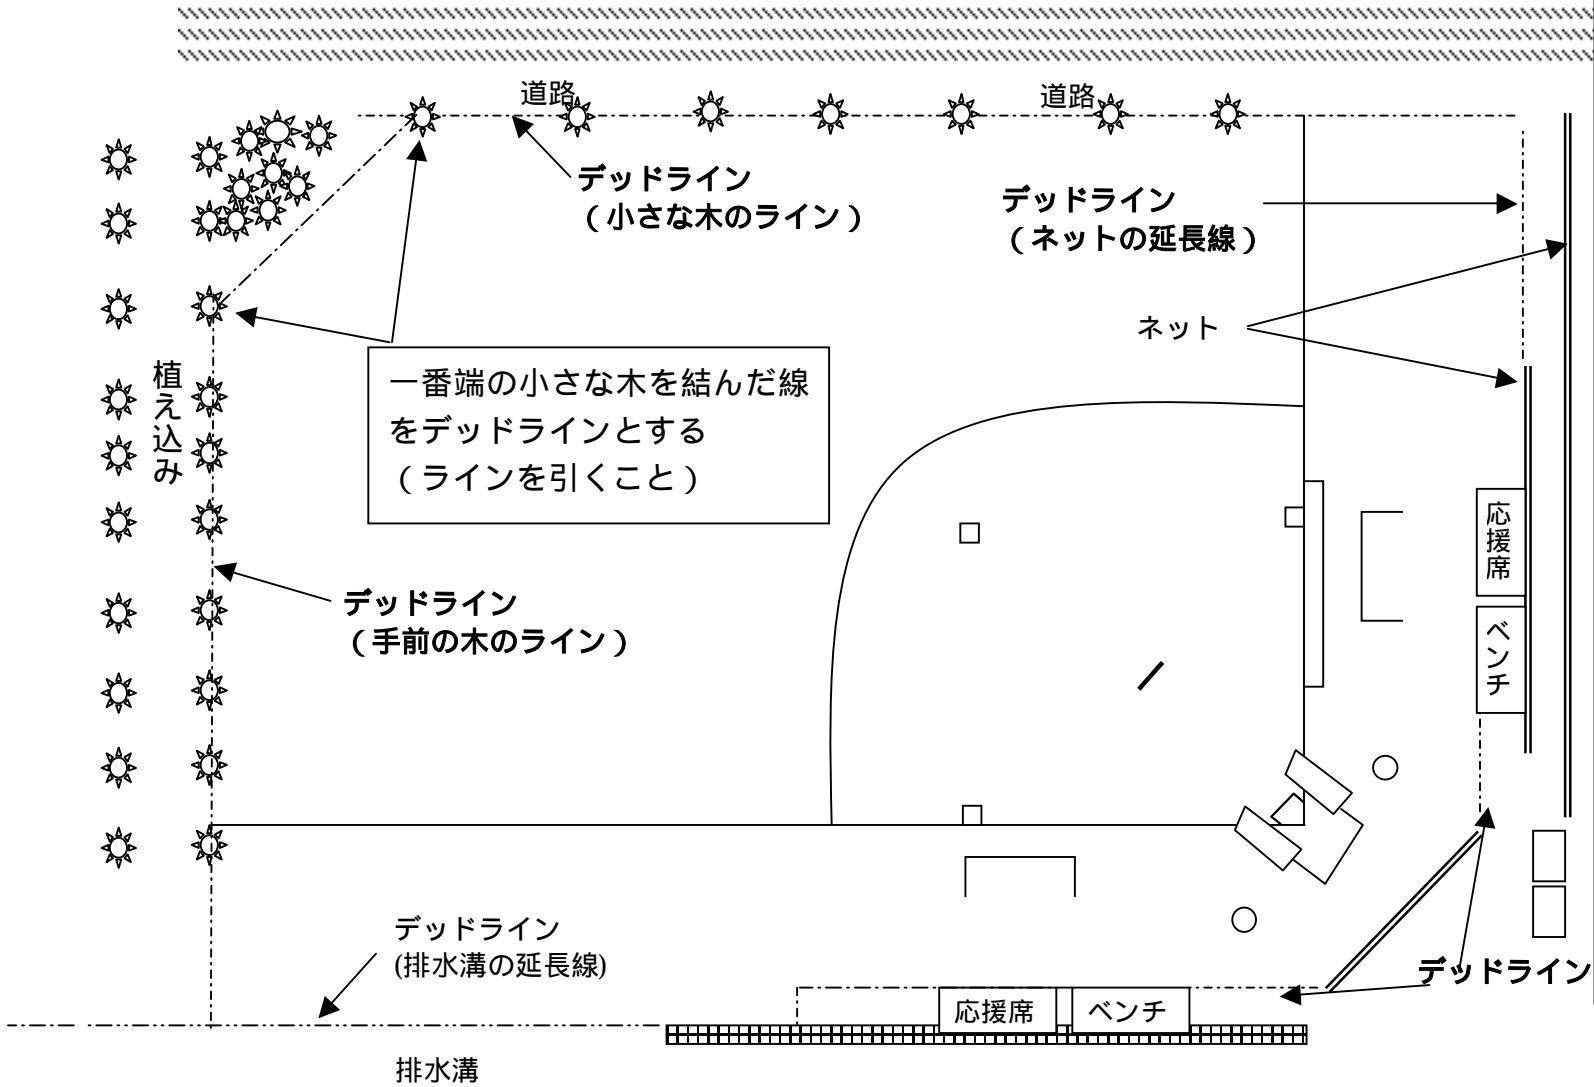 道路
道路
デッドライン
（小さな木のライン）
デッドライン
（ネットの延長線）
ネット
一番端の小さな木を結んだ線
をデッドラインとする
（ラインを引くこと）
植え込み
応援席
ベンチ
デッドライン
（手前の木のライン）
デッドライン
(排水溝の延長線)
デッドライン
応援席
ベンチ
排水溝